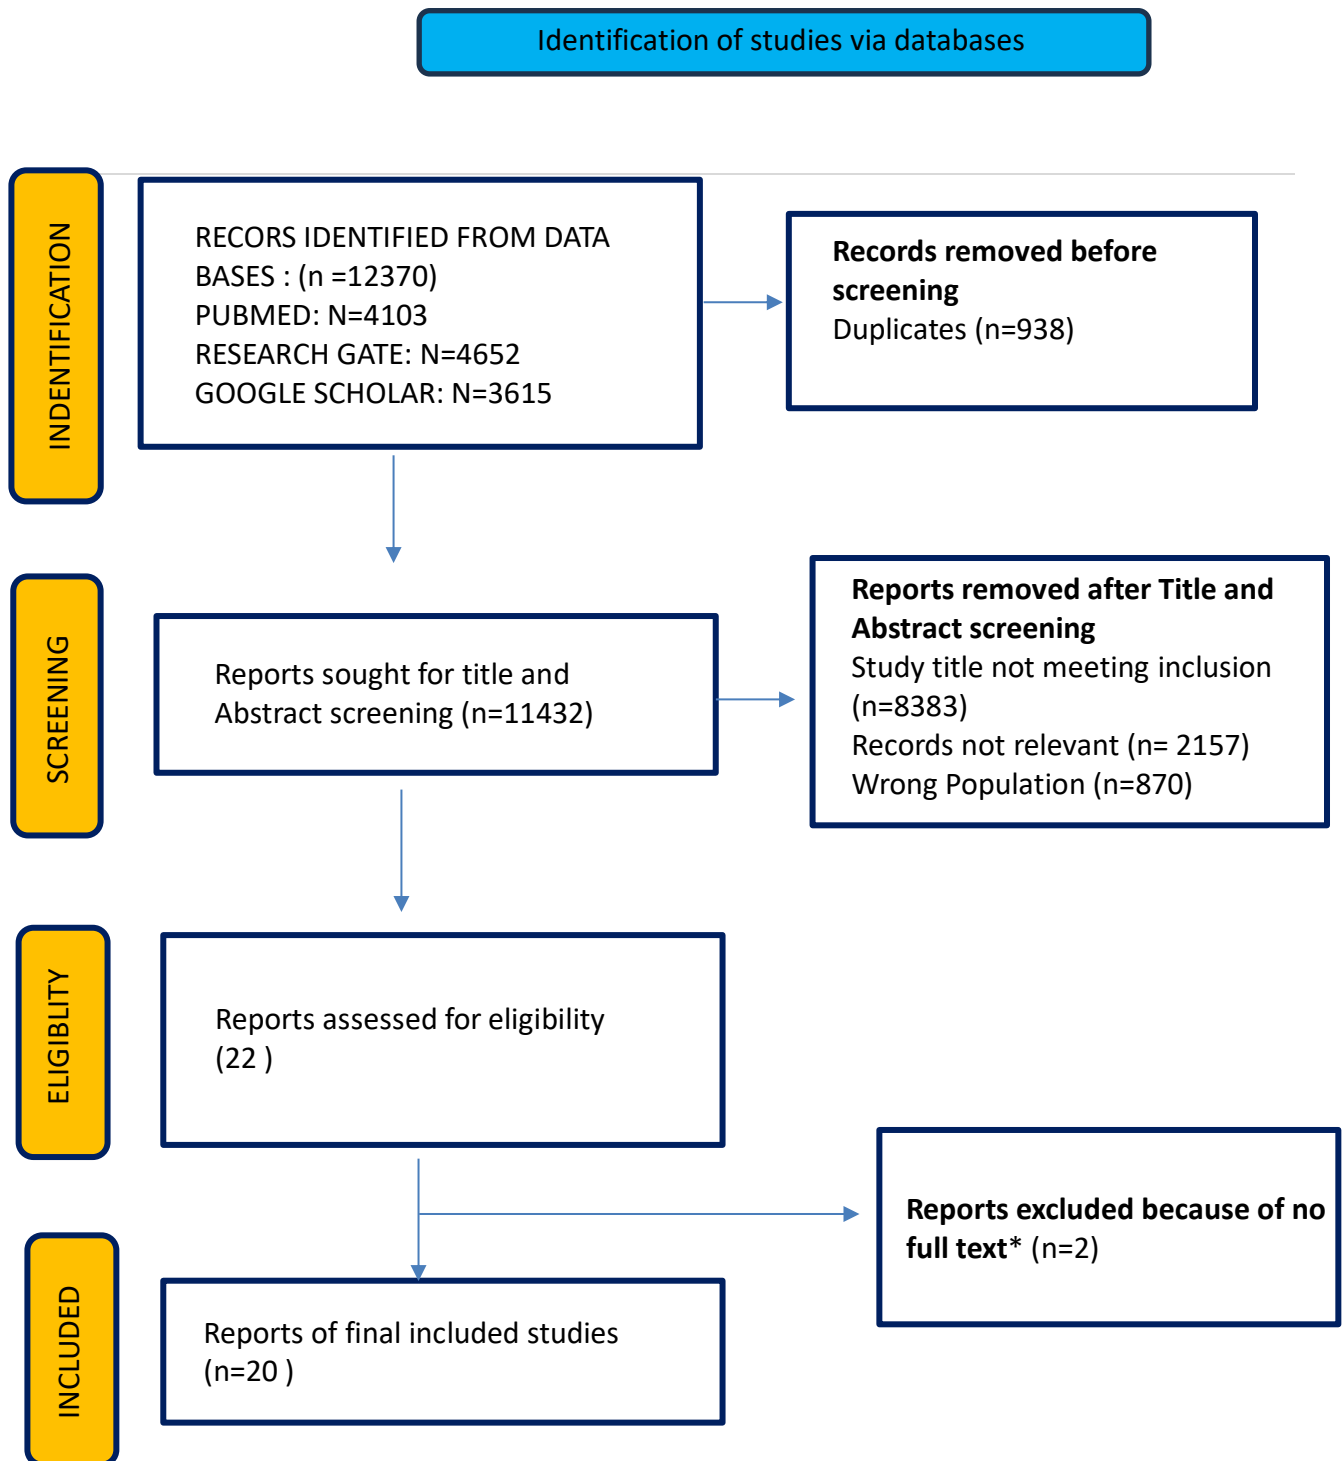 Identification of studies via databases
INDENTIFICATION
RECORS IDENTIFIED FROM DATA
BASES : (n =12370)
PUBMED: N=4103
RESEARCH GATE: N=4652
GOOGLE SCHOLAR: N=3615
Records removed before
screening
Duplicates (n=938)
SCREENING
Reports sought for title and
Abstract screening (n=11432)
Reports removed after Title and
Abstract screening
Study title not meeting inclusion
(n=8383)
Records not relevant (n= 2157)
Wrong Population (n=870)
ELIGIBLITY
Reports assessed for eligibility
(22 )
Reports excluded because of no
full text* (n=2)
INCLUDED
Reports of final included studies
(n=20 )